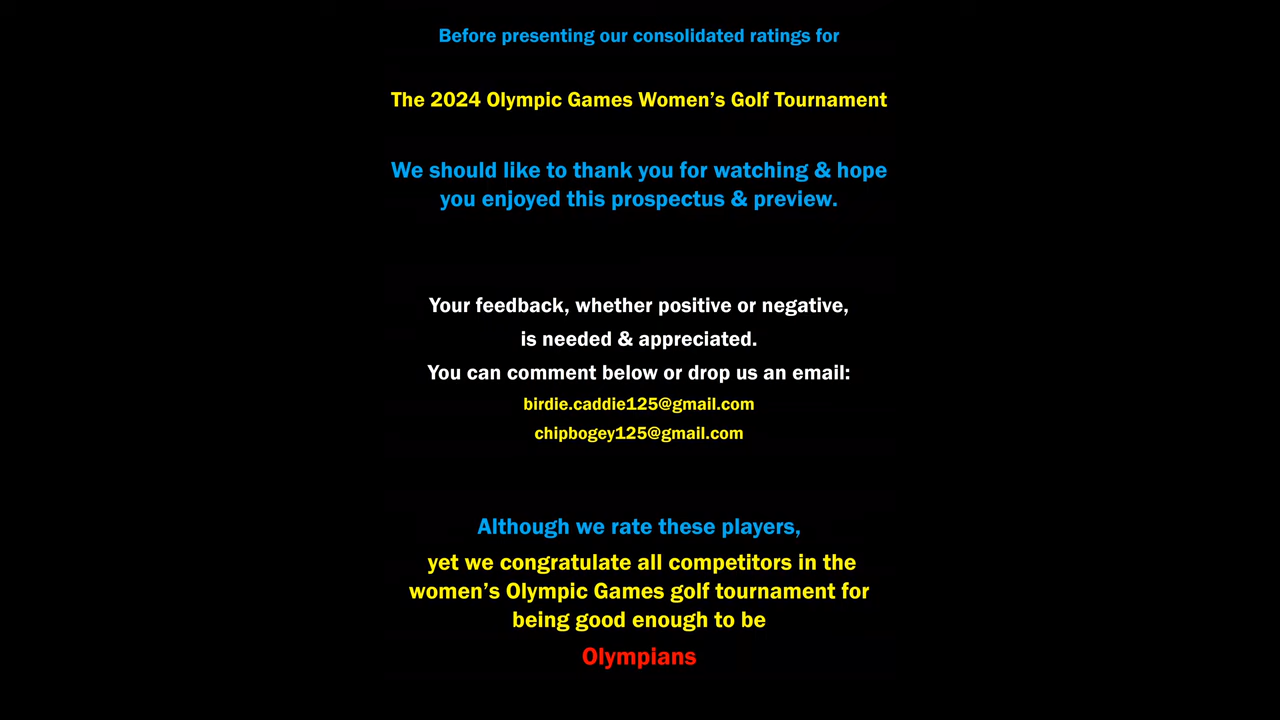 Before presenting our consolidated ratings for
The 2024 Olympic Games Women’s Golf Tournament
We should like to thank you for watching & hope
you enjoyed this prospectus & preview.
Your feedback, whether positive or negative,
is needed & appreciated.
You can comment below or drop us an email:
birdie.caddie125@gmail.com
chipbogey125@gmail.com
Although we rate these players,
yet we congratulate all competitors in the
women’s Olympic Games golf tournament for
being good enough to be
Olympians